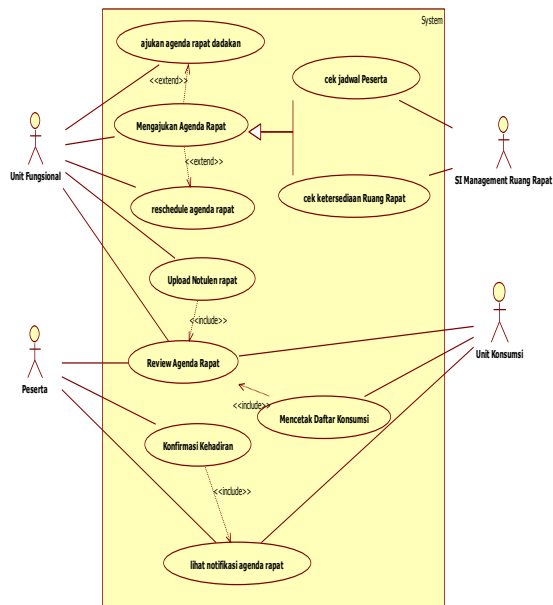 System
ajukan agenda rapat dadakan
<<extend>>
cek jadwal Peserta
Mengajukan Agenda Rapat
<<extend>>
Unit Fungsional
SI Management Ruang Rapat
cek ketersediaan Ruang Rapat
reschedule agenda rapat
Upload Notulen rapat
<<include>>
Unit Konsumsi
Review Agenda Rapat
Peserta
<<include>>
Mencetak Daftar Konsumsi
Konfirmasi Kehadiran
<<include>>
lihat notifikasi agenda rapat